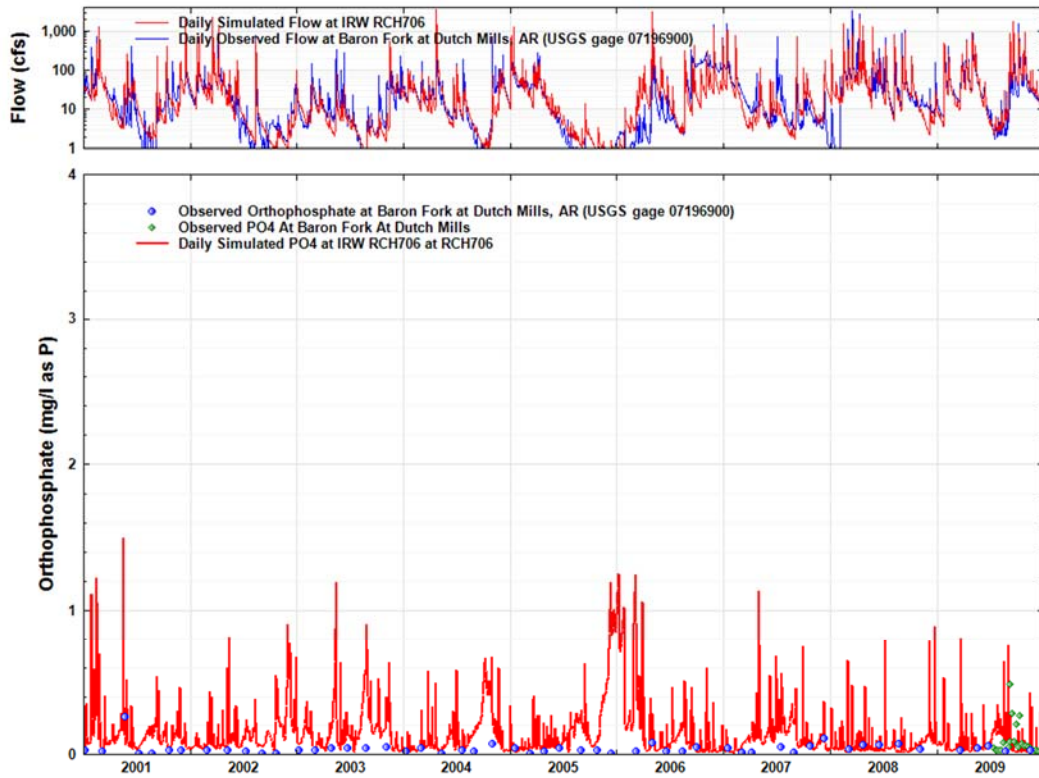 Flow (cfs)
1,000
100
10
1
Daily Simulated Flow at IRW RCH706
Daily Observed Flow at Baron Fork at Dutch Mills, AR (USGS gage 07196900)
Orthophosphate (mg/l as P)
4
3
2
1
0
Observed Orthophosphate at Baron Fork at Dutch Mills, AR (USGS gage 07196900)
Observed PO4 At Baron Fork At Dutch Mills
Daily Simulated PO4 at IRW RCH706 at RCH706
2001 2002 2003 2004 2005 2006 2007 2008 2009